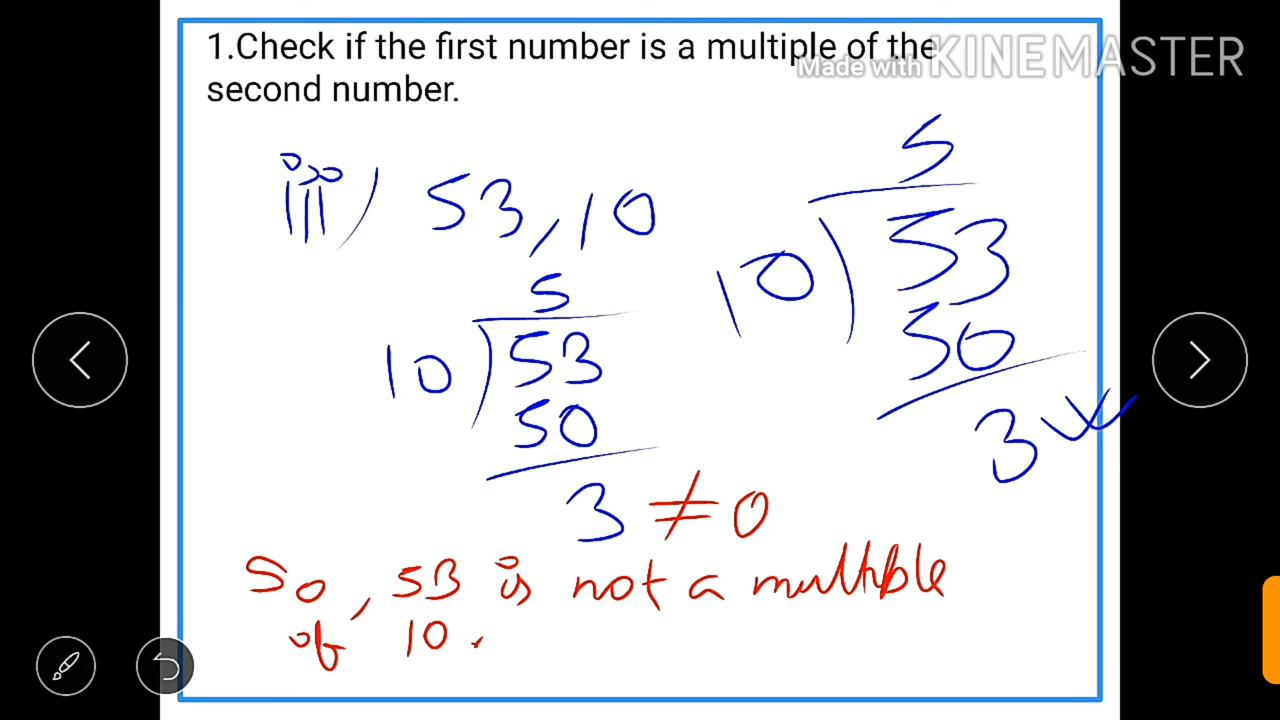 1.Check if the first number is a multiple of the
second number.
Made with KINEMASTER
iii) 53, 10
5
10) 53
50
3 ≠ 0
5
10) 53
50
3
So, 53 is not a multiple
of 10.